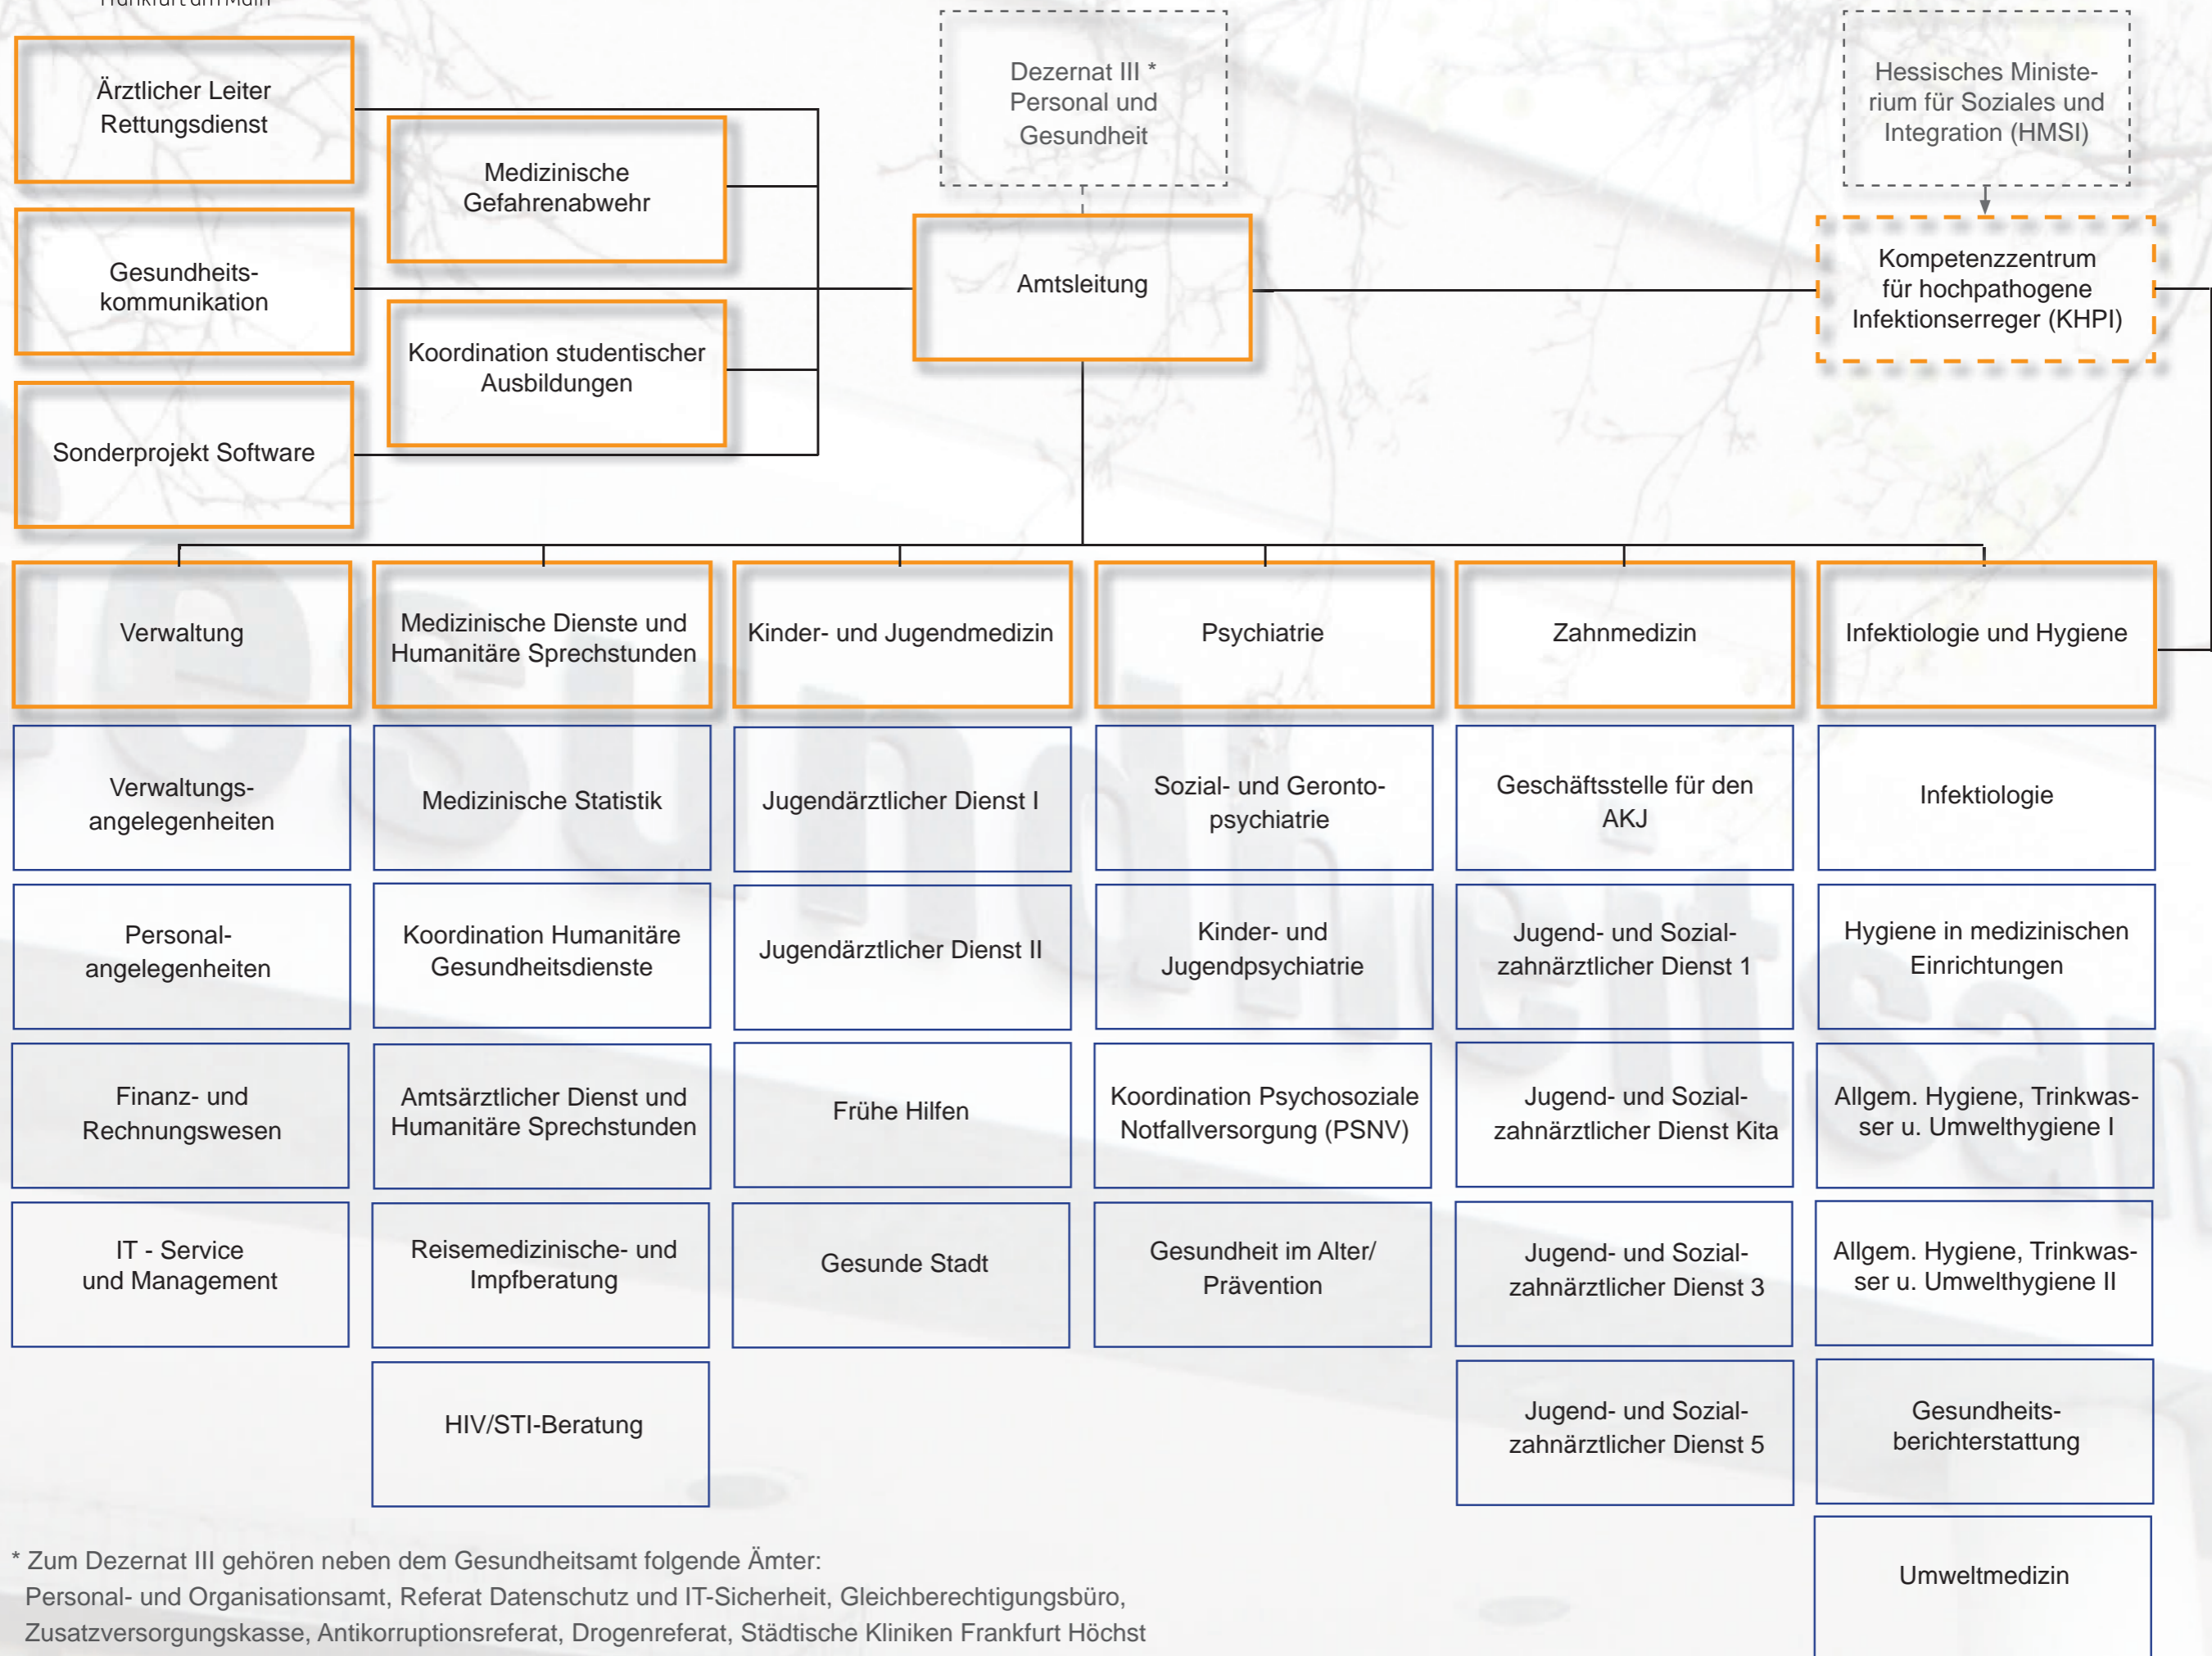 Frankfurt am Main
Ärztlicher Leiter
Rettungsdienst
Medizinische
Gefahrenabwehr
Gesundheits-
kommunikation
Koordination studentischer
Ausbildungen
Sonderprojekt Software
Dezernat III *
Personal und
Gesundheit
Amtsleitung
Hessisches Ministe-
rium für Soziales und
Integration (HMSI)
Kompetenzzentrum
für hochpathogene
Infektionserreger (KHPI)
Verwaltung
Verwaltungs-
angelegenheiten
Personal-
angelegenheiten
Finanz- und
Rechnungswesen
IT - Service
und Management
Medizinische Dienste und
Humanitäre Sprechstunden
Medizinische Statistik
Koordination Humanitäre
Gesundheitsdienste
Amtsärztlicher Dienst und
Humanitäre Sprechstunden
Reisemedizinische- und
Impfberatung
HIV/STI-Beratung
Kinder- und Jugendmedizin
Jugendärztlicher Dienst I
Jugendärztlicher Dienst II
Frühe Hilfen
Gesunde Stadt
Psychiatrie
Sozial- und Geronto-
psychiatrie
Kinder- und
Jugendpsychiatrie
Koordination Psychosoziale
Notfallversorgung (PSNV)
Gesundheit im Alter/
Prävention
Zahnmedizin
Geschäftsstelle für den
AKJ
Jugend- und Sozial-
zahnärztlicher Dienst 1
Jugend- und Sozial-
zahnärztlicher Dienst Kita
Jugend- und Sozial-
zahnärztlicher Dienst 3
Jugend- und Sozial-
zahnärztlicher Dienst 5
Infektiologie und Hygiene
Infektiologie
Hygiene in medizinischen
Einrichtungen
Allgem. Hygiene, Trinkwas-
ser u. Umwelthygiene I
Allgem. Hygiene, Trinkwas-
ser u. Umwelthygiene II
Gesundheits-
berichterstattung
Umweltmedizin
* Zum Dezernat III gehören neben dem Gesundheitsamt folgende Ämter:
Personal- und Organisationsamt, Referat Datenschutz und IT-Sicherheit, Gleichberechtigungsbüro,
Zusatzversorgungskasse, Antikorruptionsreferat, Drogenreferat, Städtische Kliniken Frankfurt Höchst